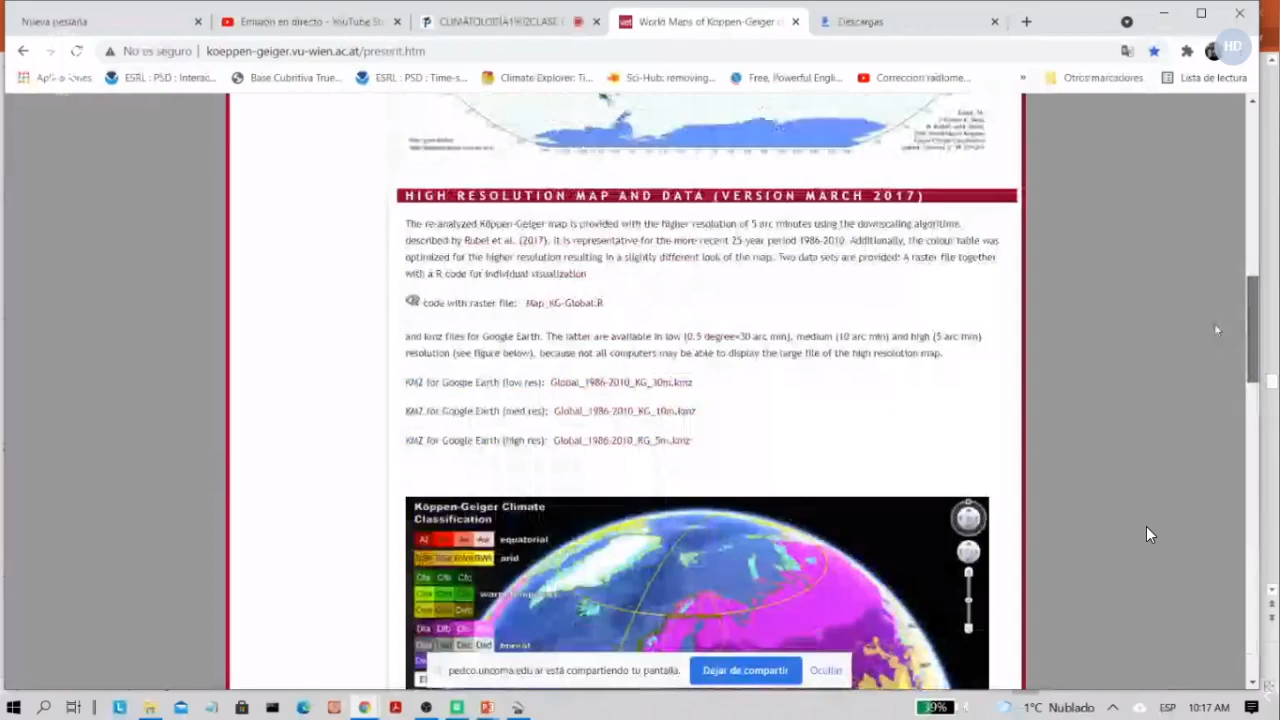 Nueva pestaña
Emisión en directo - YouTube St
CLIMATOLOGIA1
World Maps of Köppen-Geiger c
Descargas
No es seguro
koeppen-geiger.vu-wien.ac.at/present.htm
HD
Aplicaciones
ESRL : PSD : Interac...
Base Cubritiva True...
ESRL : PSD : Time-s...
Climate Explorer: Ti...
Sci-Hub: removing...
Free, Powerful Engli...
Correccion radiome...
»
Otros marcadores
Lista de lectura
HIGH RESOLUTION MAP AND DATA (VERSION MARCH 2017)
The re-analyzed Köppen-Geiger map is provided with the higher resolution of 5 arc minutes using the downscaling algorithms
described by Rubel et al. (2017). It is representative for the more recent 25-year period 1986-2010. Additionally, the colour table was
optimized for the higher resolution resulting in a slightly different look of the map. Two data sets are provided: A raster file together
with a R code for individual visualization
code with raster file: Map_KG-Global.R
and kmz files for Google Earth. The latter are available in low (0.5 degree=30 arc min), medium (10 arc min) and high (5 arc min)
resolution (see figure below), because not all computers may be able to display the large file of the high resolution map.
KMZ for Google Earth (low res): Global_1986-2010_KG_30m.kmz
KMZ for Google Earth (med res): Global_1986-2010_KG_10m.kmz
KMZ for Google Earth (high res): Global_1986-2010_KG_5m.kmz
Köppen-Geiger Climate
Classification
Af Aw equatorial
arid
Cfa Cfb Cfc
Dfa Dfb
Dwd
pedco.uncoma.edu.ar está compartiendo tu pantalla.
Dejar de compartir
Ocultar
39%
1°C Nublado
ESP
10:17 AM